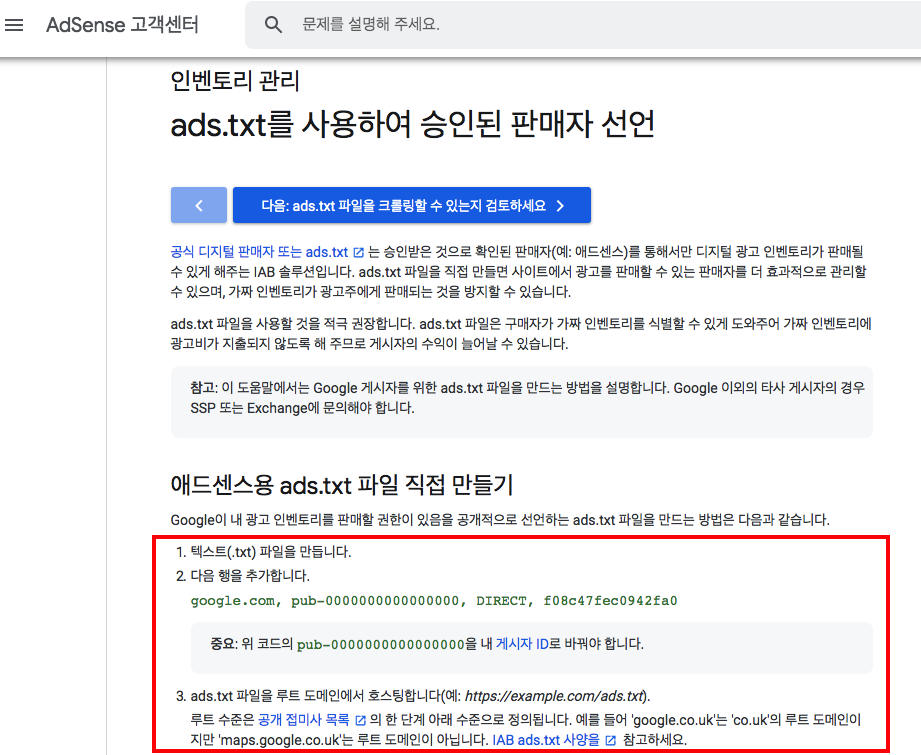 AdSense 고객센터
문제를 설명해 주세요.
인벤토리 관리
ads.txt를 사용하여 승인된 판매자 선언
다음: ads.txt 파일을 크롤링할 수 있는지 검토하세요
공식 디지털 판매자 또는 ads.txt 는 승인받은 것으로 확인된 판매자(예: 애드센스)를 통해서만 디지털 광고 인벤토리가 판매될
수 있게 해주는 IAB 솔루션입니다. ads.txt 파일을 직접 만들면 사이트에서 광고를 판매할 수 있는 판매자를 더 효과적으로 관리할
수 있으며, 가짜 인벤토리가 광고주에게 판매되는 것을 방지할 수 있습니다.
ads.txt 파일을 사용할 것을 적극 권장합니다. ads.txt 파일은 구매자가 가짜 인벤토리를 식별할 수 있게 도와주어 가짜 인벤토리에
광고비가 지출되지 않도록 해 주므로 게시자의 수익이 늘어날 수 있습니다.
참고: 이 도움말에서는 Google 게시자를 위한 ads.txt 파일을 만드는 방법을 설명합니다. Google 이외의 타사 게시자의 경우
SSP 또는 Exchange에 문의해야 합니다.
애드센스용 ads.txt 파일 직접 만들기
Google이 내 광고 인벤토리를 판매할 권한이 있음을 공개적으로 선언하는 ads.txt 파일을 만드는 방법은 다음과 같습니다.
1. 텍스트(.txt) 파일을 만듭니다.
2. 다음 행을 추가합니다.
google.com, pub-0000000000000000, DIRECT, f08c47fec0942fa0
중요: 위 코드의 pub-0000000000000000을 내 게시자 ID로 바꿔야 합니다.
3. ads.txt 파일을 루트 도메인에서 호스팅합니다(예: https://example.com/ads.txt).
루트 수준은 공개 접미사 목록 의 한 단계 아래 수준으로 정의됩니다. 예를 들어 'google.co.uk'는 'co.uk'의 루트 도메인이
지만 'maps.google.co.uk'는 루트 도메인이 아닙니다. IAB ads.txt 사양을 참고하세요.